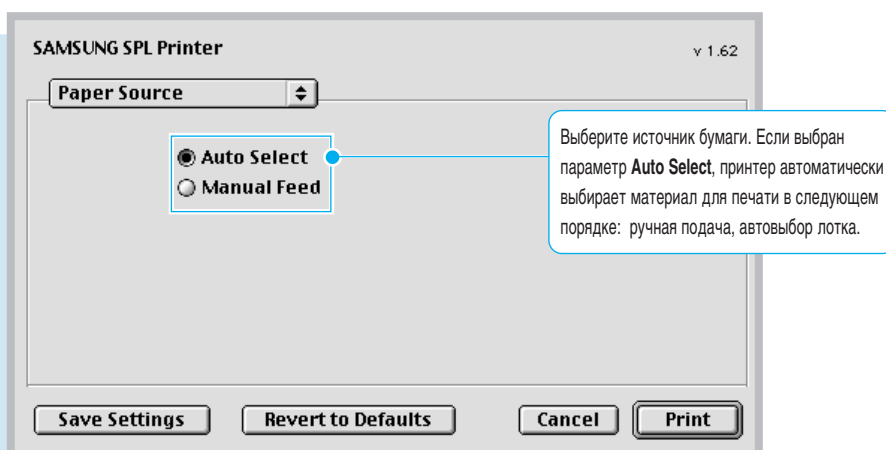 SAMSUNG SPL Printer
v 1.62
Paper Source
Auto Select
Manual Feed
Выберите источник бумаги. Если выбран
параметр Auto Select, принтер автоматически
выбирает материал для печати в следующем
порядке: ручная подача, автовыбор лотка.
Save Settings
Revert to Defaults
Cancel
Print